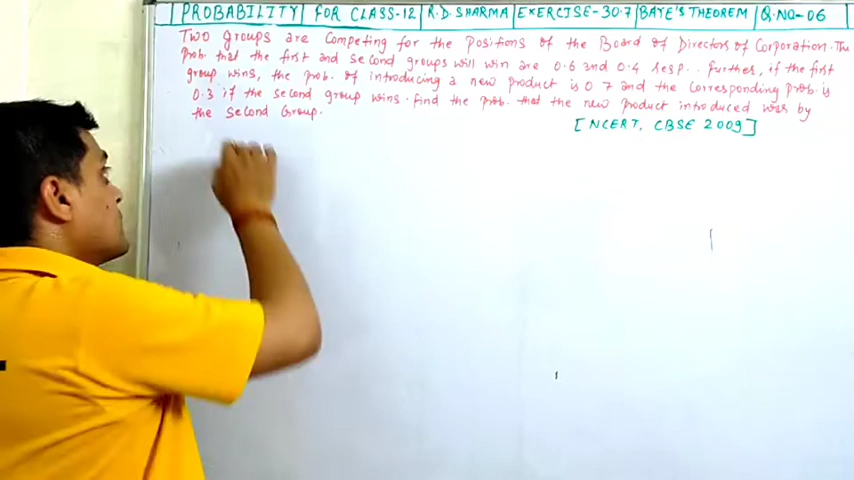 PROBABILITY | FOR CLASS-12 | R.D. SHARMA | EXERCISE-30.7 | BAYE'S THEOREM | Q.NO-06
Two groups are competing for the positions of the Board of Directors of Corporation. The
prob. that the first and second groups will win are 0.6 and 0.4 resp.. further, if the first
group wins, the prob. of introducing a new product is 0.7 and the corresponding prob. is
0.3 if the second group wins. find the prob. that the new product introduced was by
the second Group.
[NCERT, CBSE 2009]